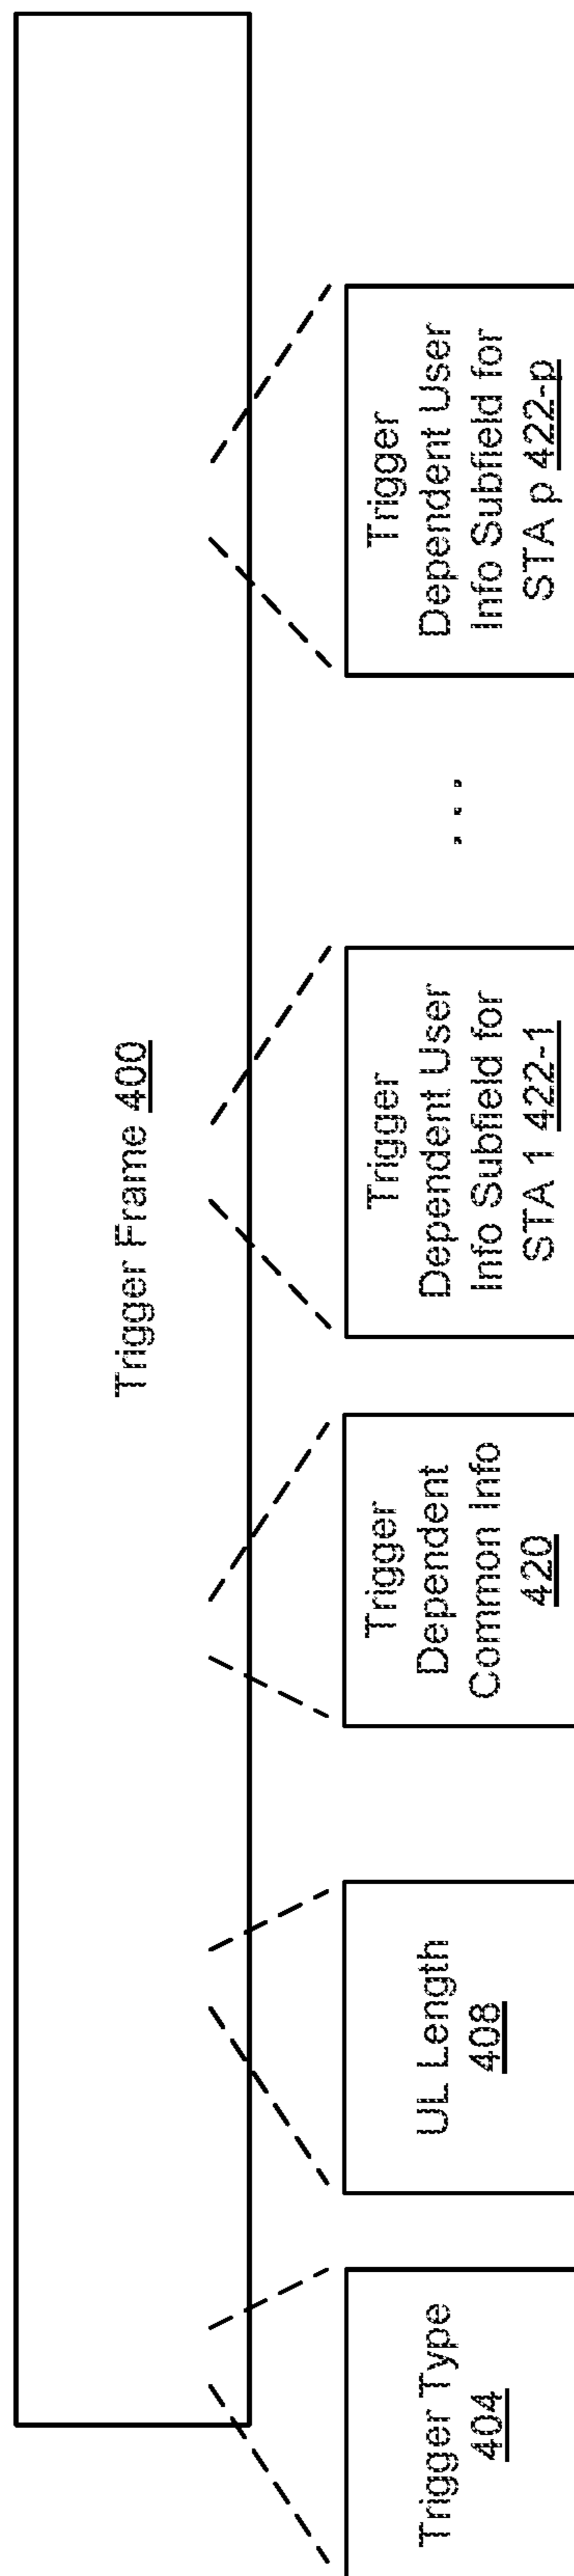 Trigger Frame 400
Trigger Type
404
UL Length
408
Trigger
Dependent
Common Info
420
Trigger
Dependent User
Info Subfield for
STA 1 422-1
...
Trigger
Dependent User
Info Subfield for
STA p 422-p